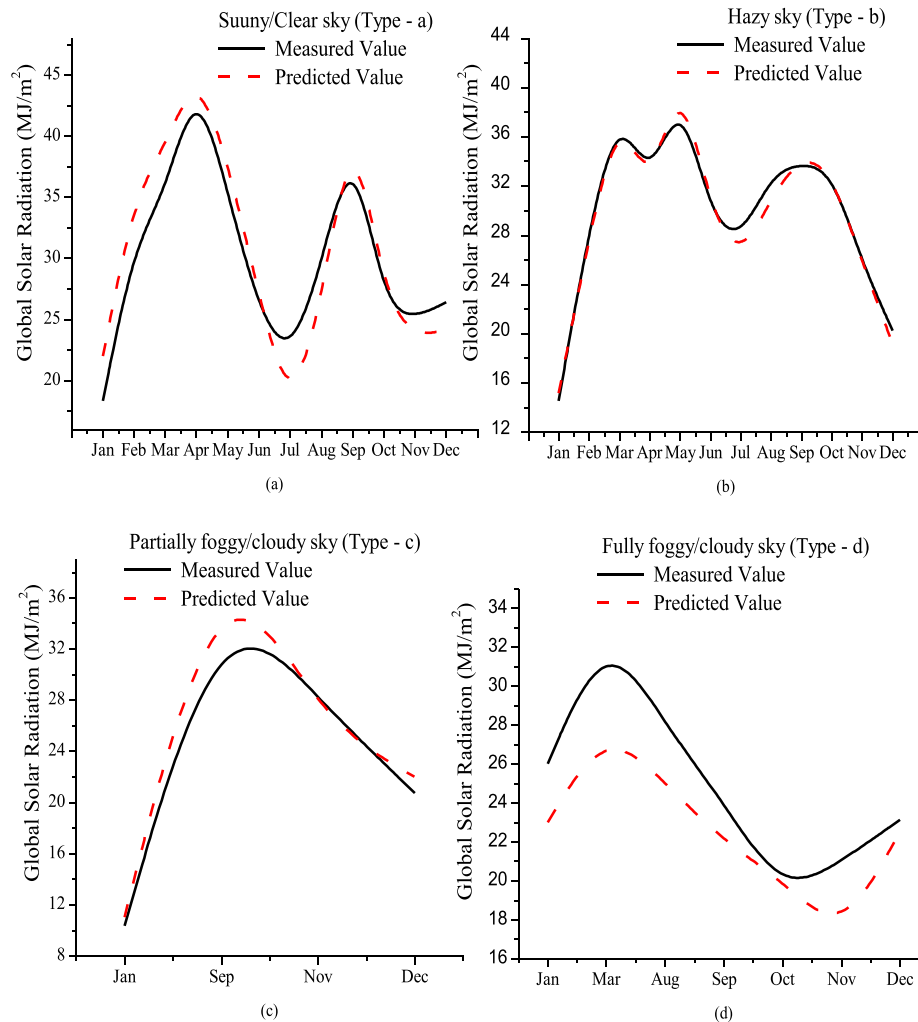 Suuny/Clear sky (Type - a)
Measured Value
Predicted Value
Global Solar Radiation (MJ/m²)
45
40
35
30
25
20
Jan Feb Mar Apr May Jun Jul Aug Sep Oct Nov Dec
(a)
Hazy sky (Type - b)
Measured Value
Predicted Value
Global Solar Radiation (MJ/m²)
44
40
36
32
28
24
20
16
12
Jan Feb Mar Apr May Jun Jul Aug Sep Oct Nov Dec
(b)
Partially foggy/cloudy sky (Type - c)
Measured Value
Predicted Value
Global Solar Radiation (MJ/m²)
36
32
28
24
20
16
12
8
Jan Sep Nov Dec
(c)
Fully foggy/cloudy sky (Type - d)
Measured Value
Predicted Value
Global Solar Radiation (MJ/m²)
34
31
28
26
24
22
20
18
16
Jan Mar Aug Sep Oct Nov Dec
(d)